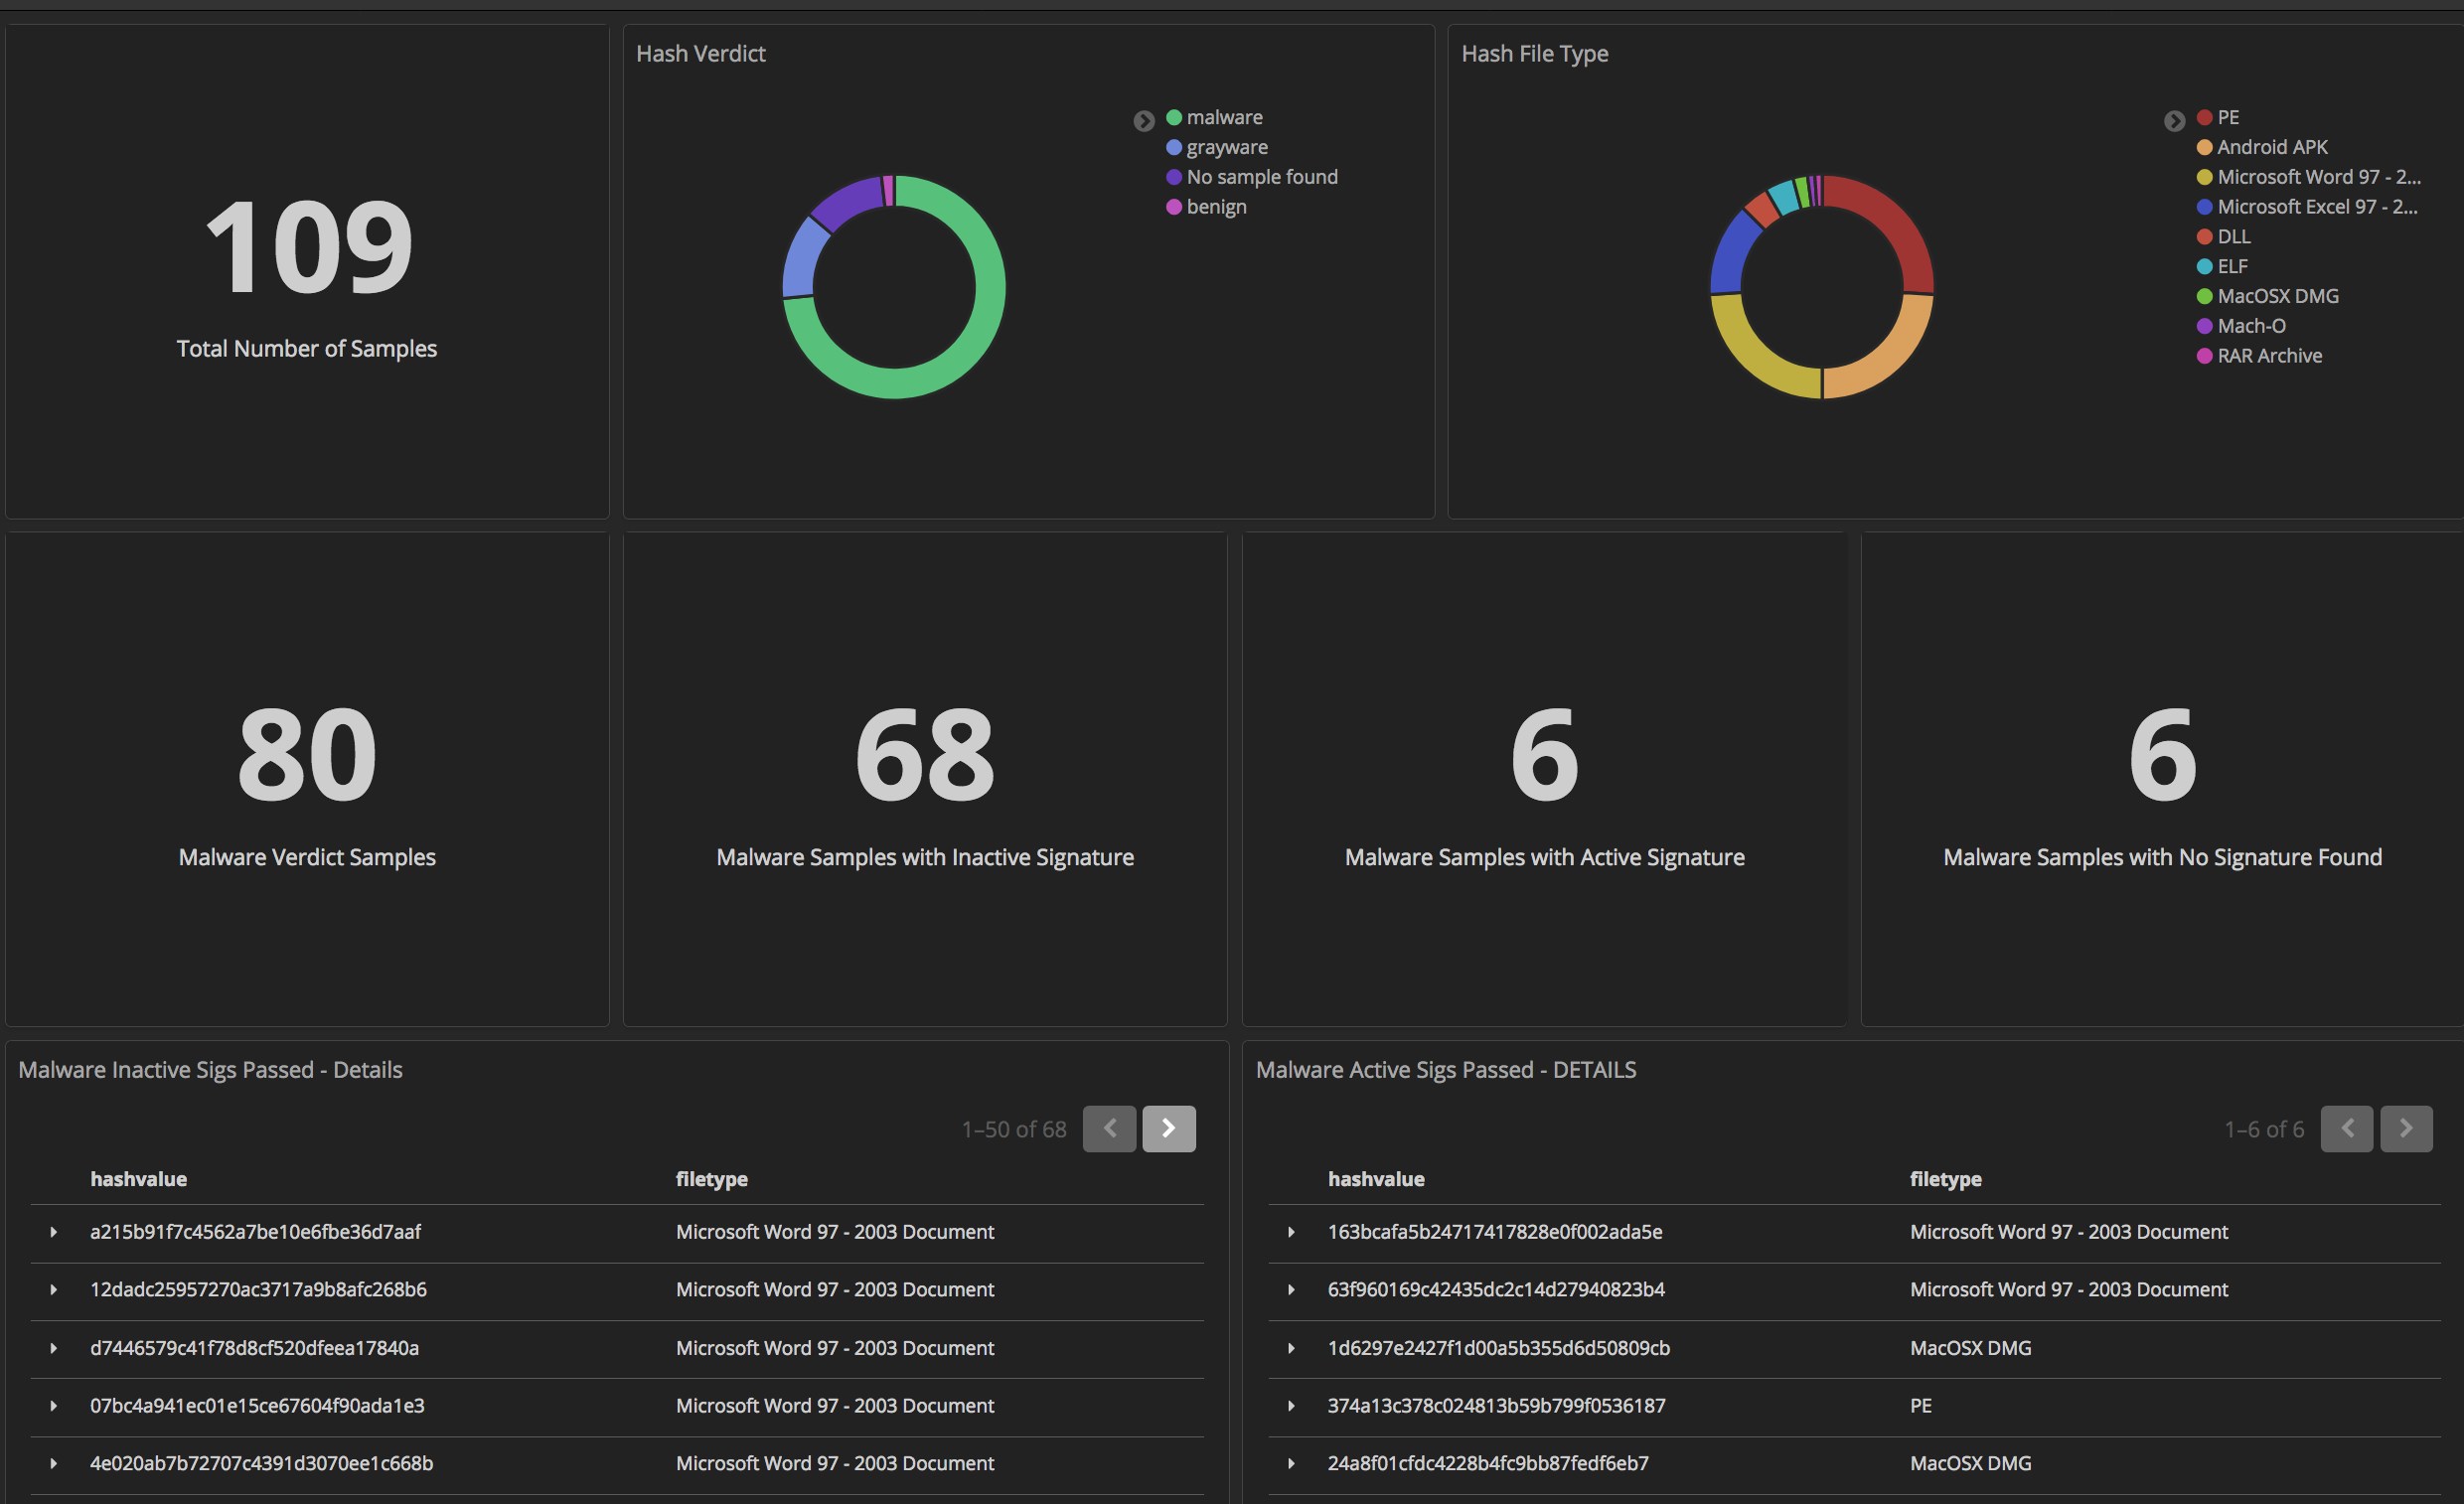 109
Total Number of Samples
Hash Verdict
malware
grayware
No sample found
benign
Hash File Type
PE
Android APK
Microsoft Word 97 - 2...
Microsoft Excel 97 - 2...
DLL
ELF
MacOSX DMG
Mach-O
RAR Archive
80
Malware Verdict Samples
68
Malware Samples with Inactive Signature
6
Malware Samples with Active Signature
6
Malware Samples with No Signature Found
Malware Inactive Sigs Passed - Details
1–50 of 68
hashvalue filetype
a215b91f7c4562a7be10e6fbe36d7aaf Microsoft Word 97 - 2003 Document
12dadc25957270ac3717a9b8afc268b6 Microsoft Word 97 - 2003 Document
d7446579c41f78d8cf520dfeea17840a Microsoft Word 97 - 2003 Document
07bc4a941ec01e15ce67604f90ada1e3 Microsoft Word 97 - 2003 Document
4e020ab7b72707c4391d3070ee1c668b Microsoft Word 97 - 2003 Document
Malware Active Sigs Passed - DETAILS
1–6 of 6
hashvalue filetype
163bcafa5b24717417828e0f002ada5e Microsoft Word 97 - 2003 Document
63f960169c42435dc2c14d27940823b4 Microsoft Word 97 - 2003 Document
1d6297e2427f1d00a5b355d6d50809cb MacOSX DMG
374a13c378c024813b59b799f0536187 PE
24a8f01cfdc4228b4fc9bb87fedf6eb7 MacOSX DMG